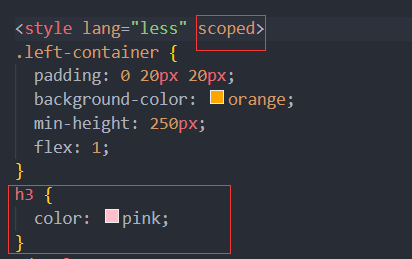 <style lang="less" scoped>
.left-container {
  padding: 0 20px 20px;
  background-color: orange;
  min-height: 250px;
  flex: 1;
}
h3 {
  color: pink;
}